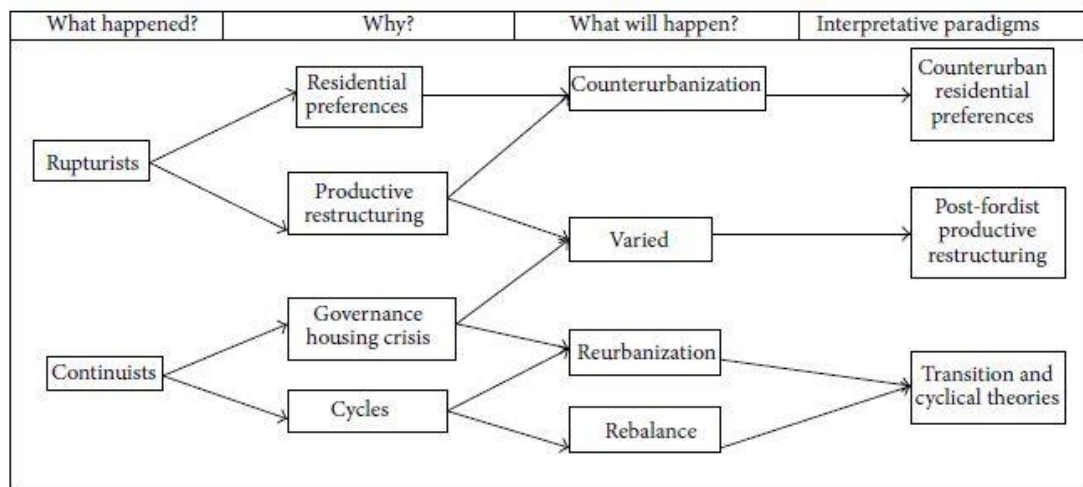 What happened?
Why?
What will happen?
Interpretative paradigms
Rupturists
Continuists
Residential
preferences
Productive
restructuring
Governance
housing crisis
Cycles
Counterurbanization
Varied
Reurbanization
Rebalance
Counterurban
residential
preferences
Post-fordist
productive
restructuring
Transition and
cyclical theories